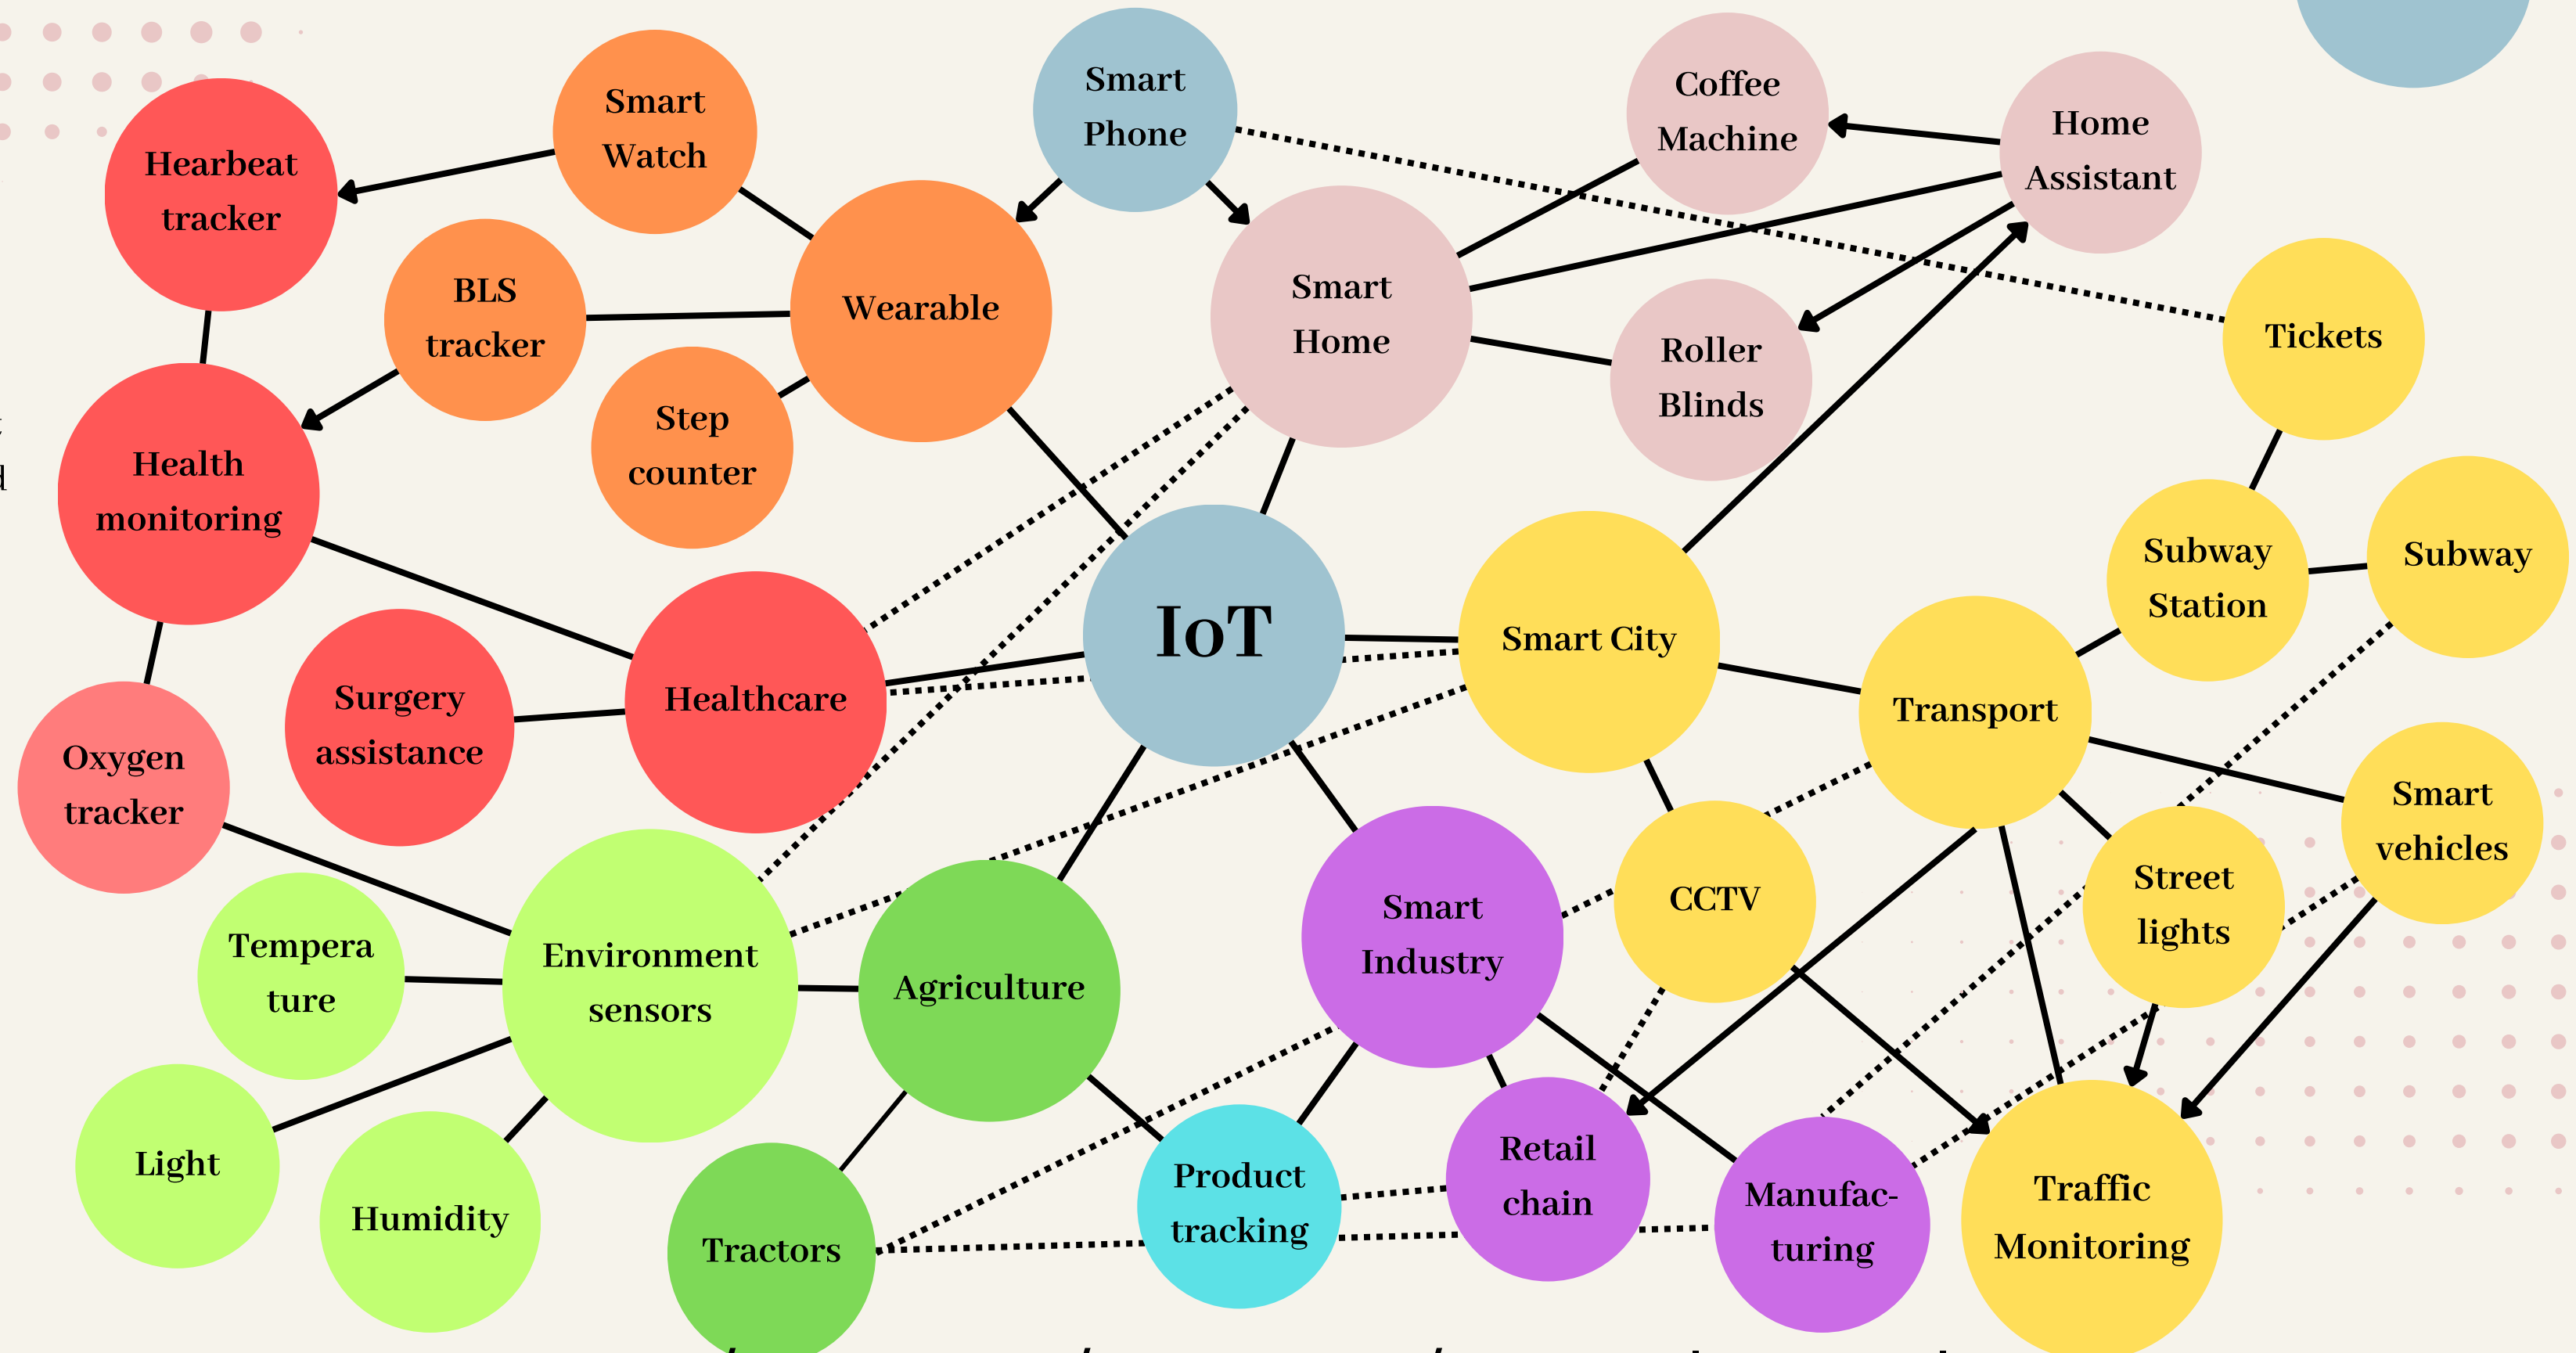 Smart
Phone
Coffee
Machine
Home
Assistant
Smart
Watch
Hearbeat
tracker
BLS
tracker
Wearable
Smart
Home
Roller
Blinds
Tickets
Step
counter
Health
monitoring
IoT
Smart City
Subway
Station
Subway
Healthcare
Transport
Surgery
assistance
Oxygen
tracker
Smart
vehicles
Street
lights
CCTV
Smart
Industry
Tempera
ture
Environment
sensors
Agriculture
Light
Humidity
Tractors
Product
tracking
Retail
chain
Manufac-
turing
Traffic
Monitoring